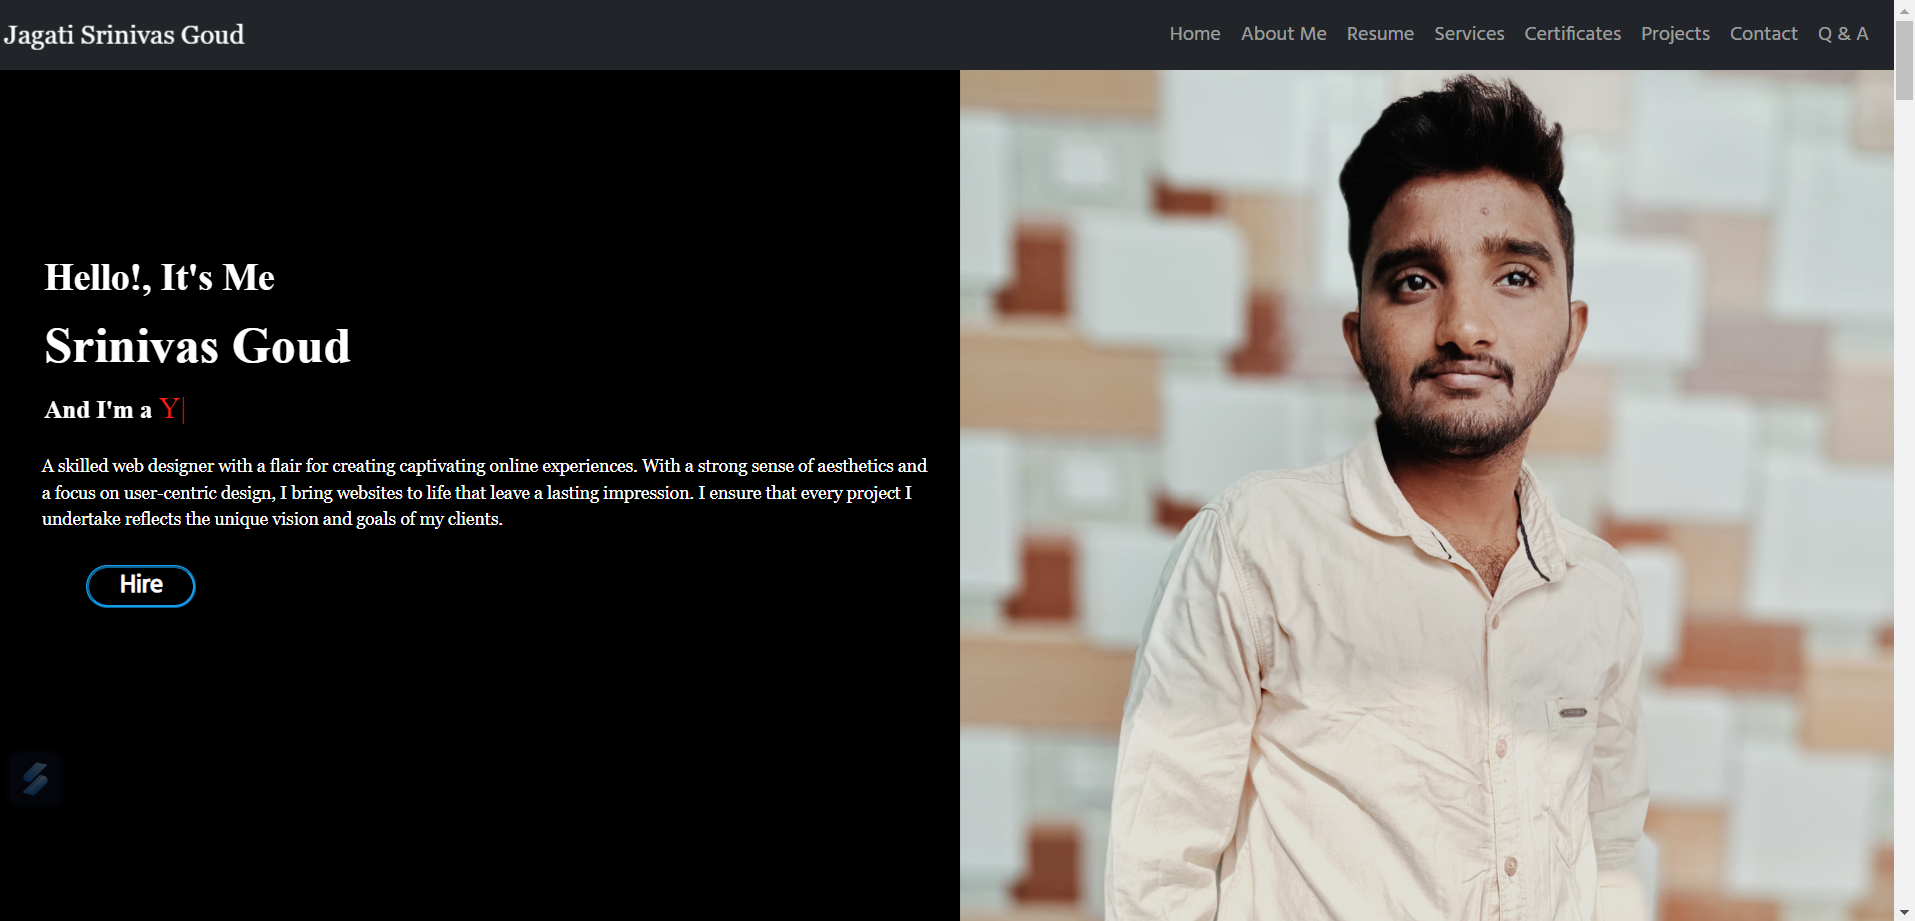 Jagati Srinivas Goud
Home About Me Resume Services Certificates Projects Contact Q & A
Hello!, It's Me
Srinivas Goud
And I'm a Y
A skilled web designer with a flair for creating captivating online experiences. With a strong sense of aesthetics and
a focus on user-centric design, I bring websites to life that leave a lasting impression. I ensure that every project I
undertake reflects the unique vision and goals of my clients.
Hire